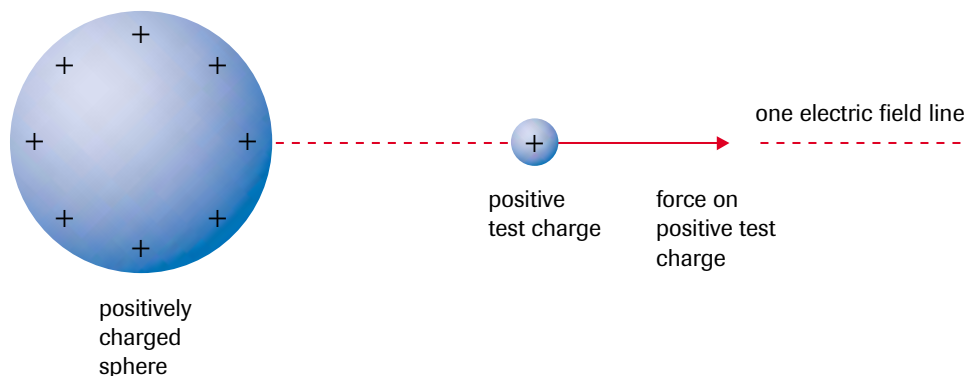 +
+
+
+
+
+
+
+
+
one electric field line
positive
test charge
force on
positive test
charge
positively
charged
sphere